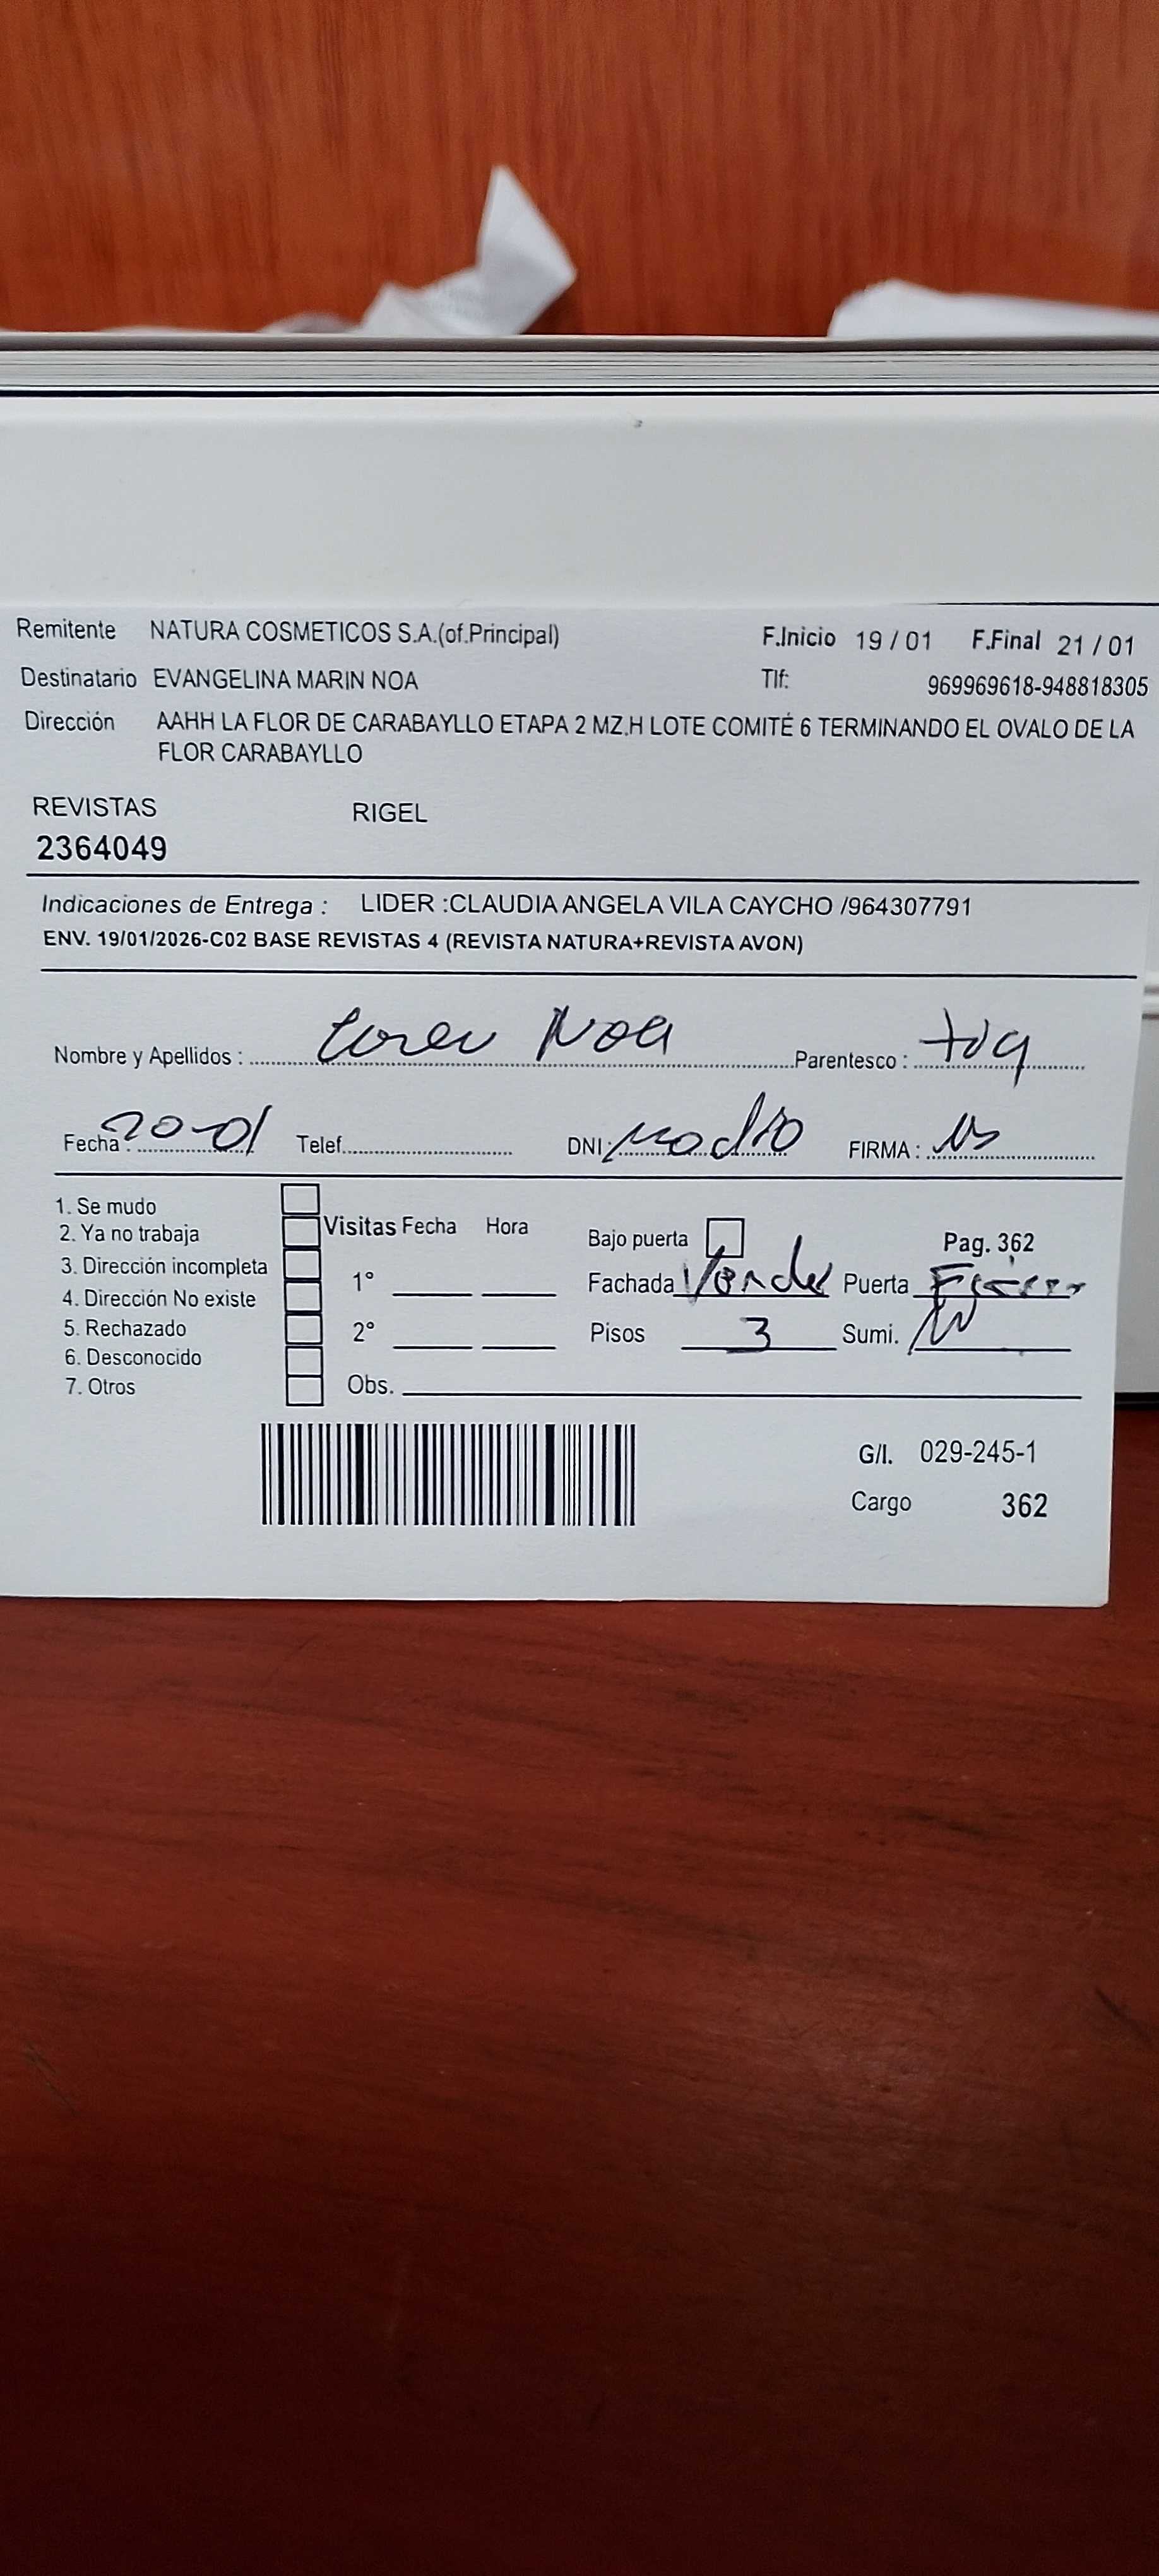 Remitente NATURA COSMETICOS S.A.(of.Principal) F.Inicio 19 / 01 F.Final 21 / 01
Destinatario EVANGELINA MARIN NOA Tlf: 969969618-948818305
Dirección AAHH LA FLOR DE CARABAYLLO ETAPA 2 MZ.H LOTE COMITÉ 6 TERMINANDO EL OVALO DE LA
FLOR CARABAYLLO
REVISTAS RIGEL
2364049
Indicaciones de Entrega : LIDER :CLAUDIA ANGELA VILA CAYCHO /964307791
ENV. 19/01/2026-C02 BASE REVISTAS 4 (REVISTA NATURA+REVISTA AVON)
Nombre y Apellidos : Noa Parentesco : tia
Fecha : 20-01 Telef. DNI: FIRMA :
1. Se mudo
2. Ya no trabaja Visitas Fecha Hora Bajo puerta Pag. 362
3. Dirección incompleta 1° Fachada Verde Puerta
4. Dirección No existe
5. Rechazado 2° Pisos 3 Sumi.
6. Desconocido
7. Otros Obs.
G/I. 029-245-1
Cargo 362